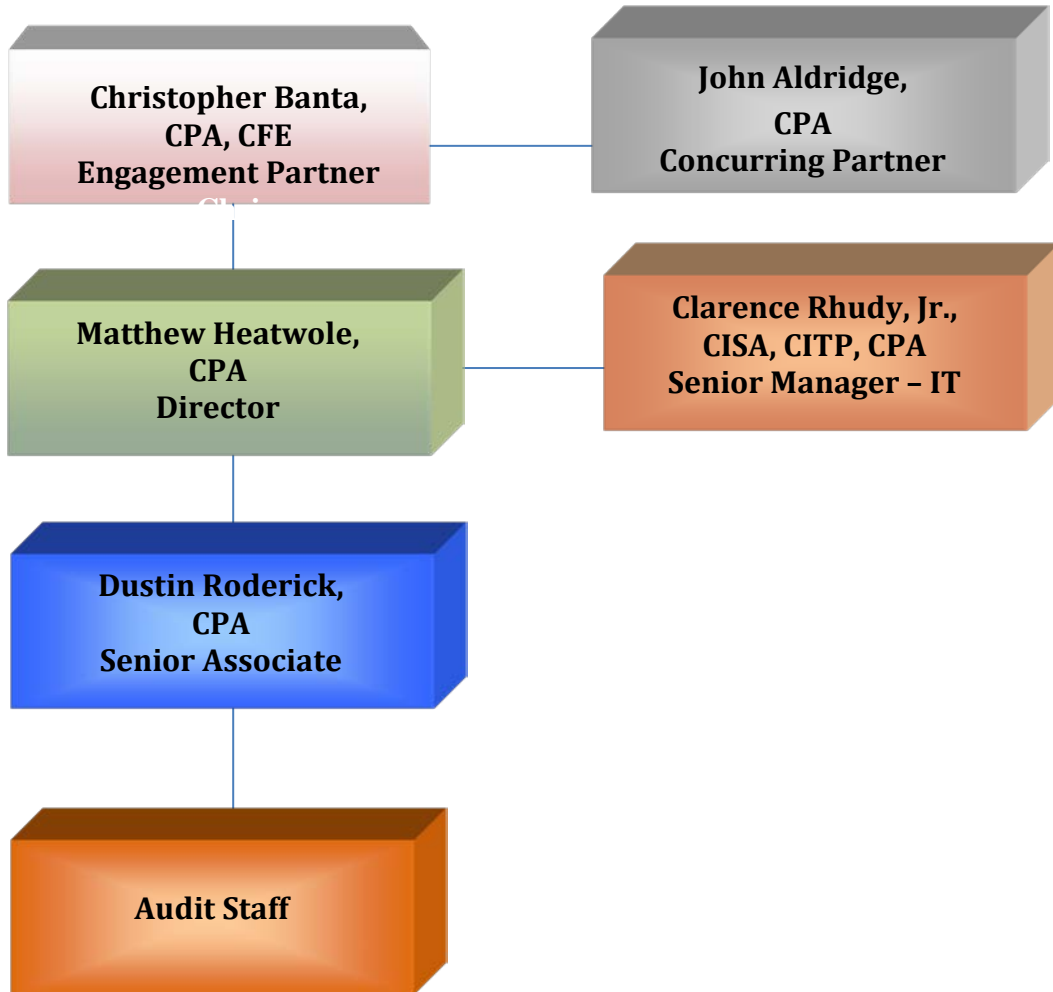 Christopher Banta,
CPA, CFE
Engagement Partner
John Aldridge,
CPA
Concurring Partner
Matthew Heatwole,
CPA
Director
Clarence Rhudy, Jr.,
CISA, CITP, CPA
Senior Manager – IT
Dustin Roderick,
CPA
Senior Associate
Audit Staff